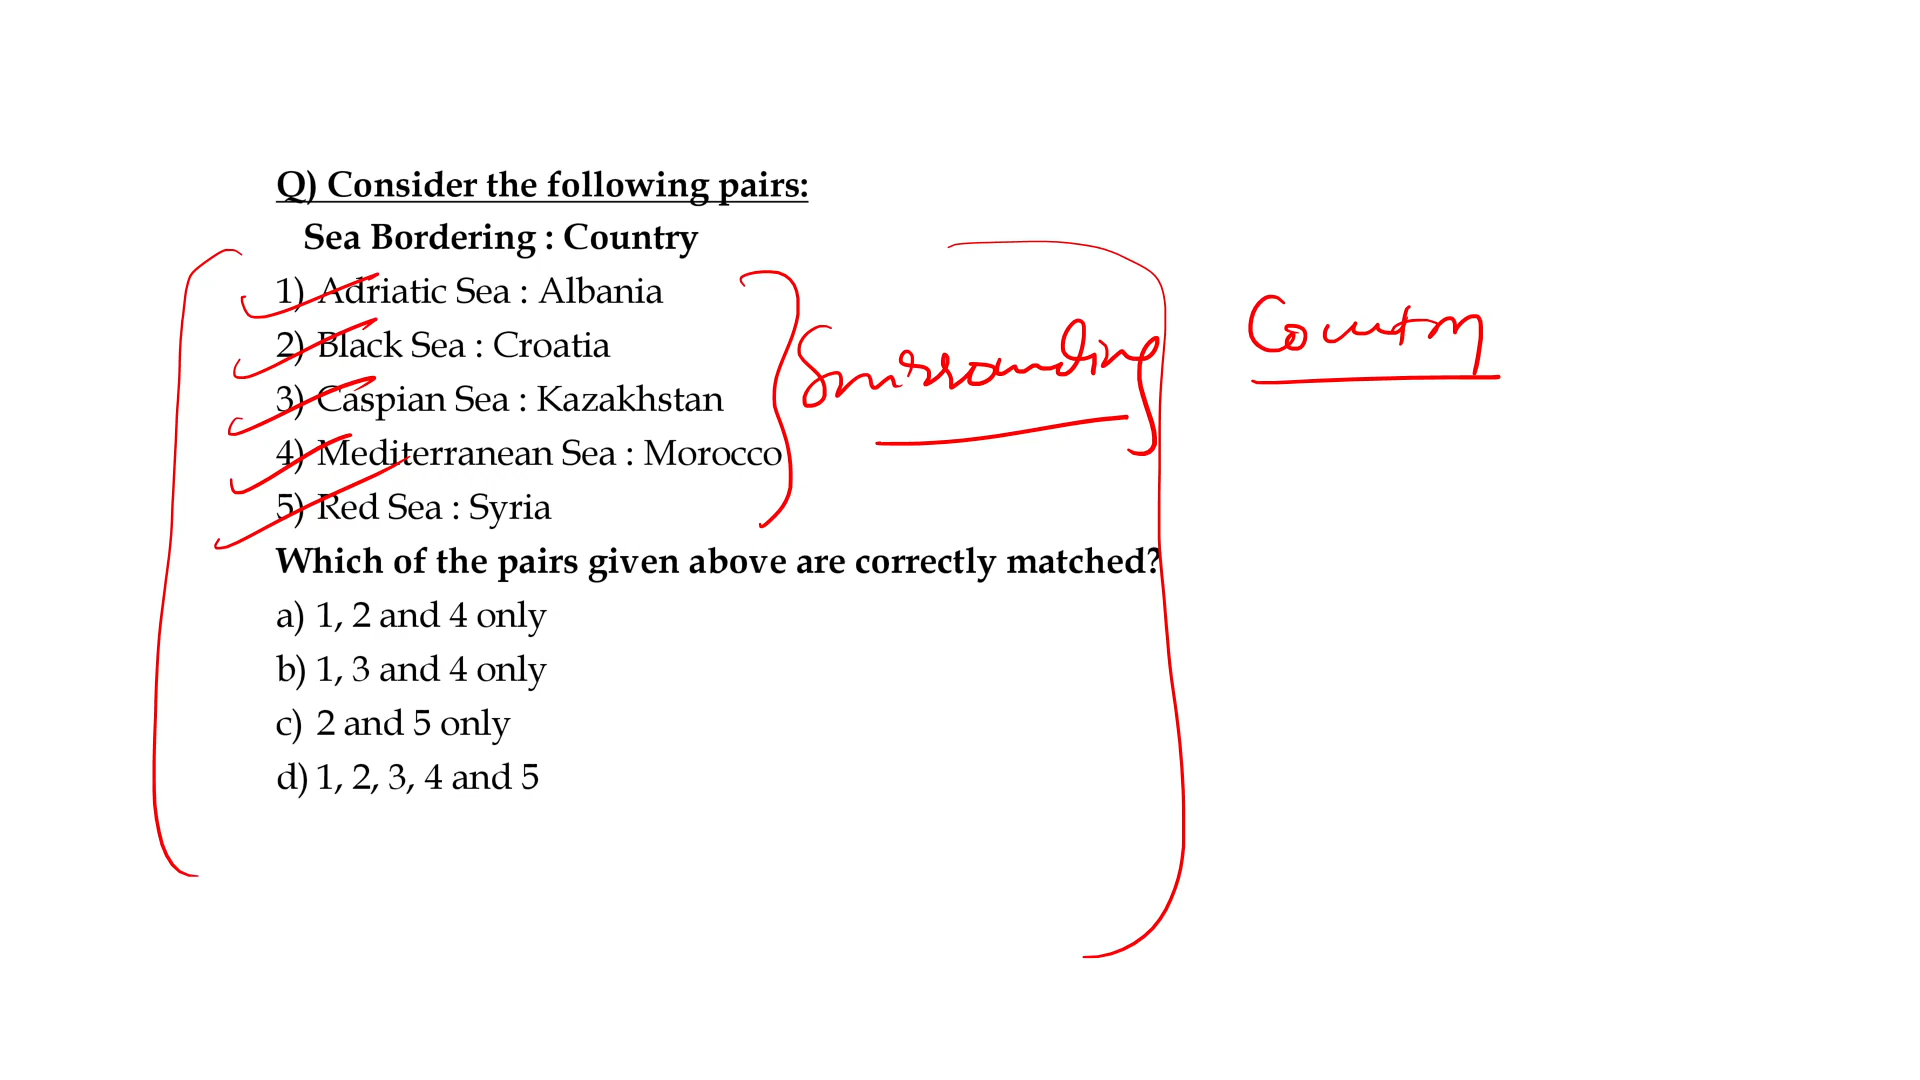 Q) Consider the following pairs:
Sea Bordering : Country
1) Adriatic Sea : Albania
2) Black Sea : Croatia
3) Caspian Sea : Kazakhstan
4) Mediterranean Sea : Morocco
5) Red Sea : Syria
Surrounding
Country
Which of the pairs given above are correctly matched?
a) 1, 2 and 4 only
b) 1, 3 and 4 only
c) 2 and 5 only
d) 1, 2, 3, 4 and 5